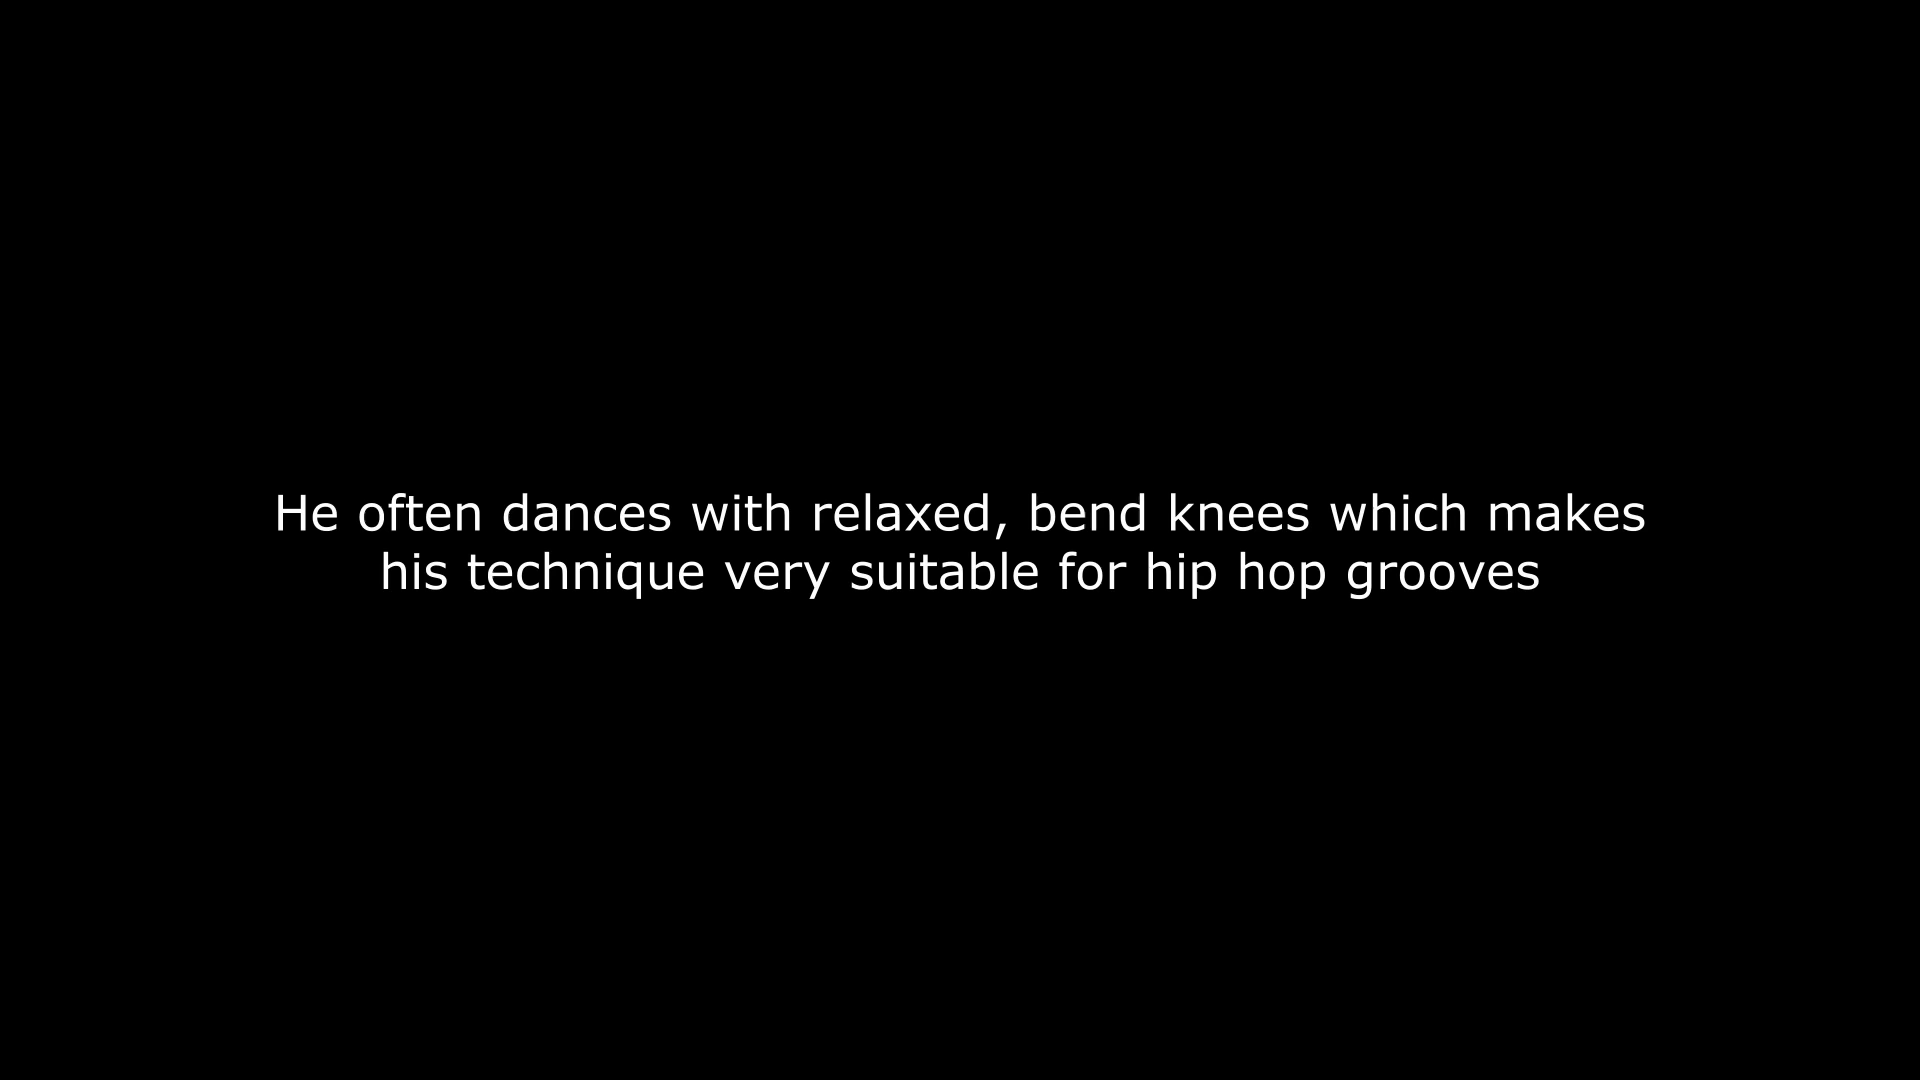 He often dances with relaxed, bend knees which makes
his technique very suitable for hip hop grooves